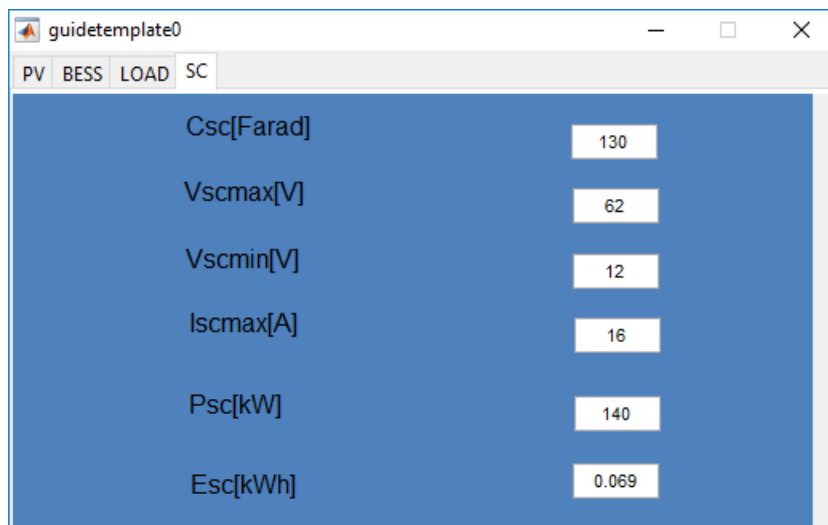 guidetemplate0
PV BESS LOAD SC
Csc[Farad] 130
Vscmax[V] 62
Vscmin[V] 12
Iscmax[A] 16
Psc[kW] 140
Esc[kWh] 0.069